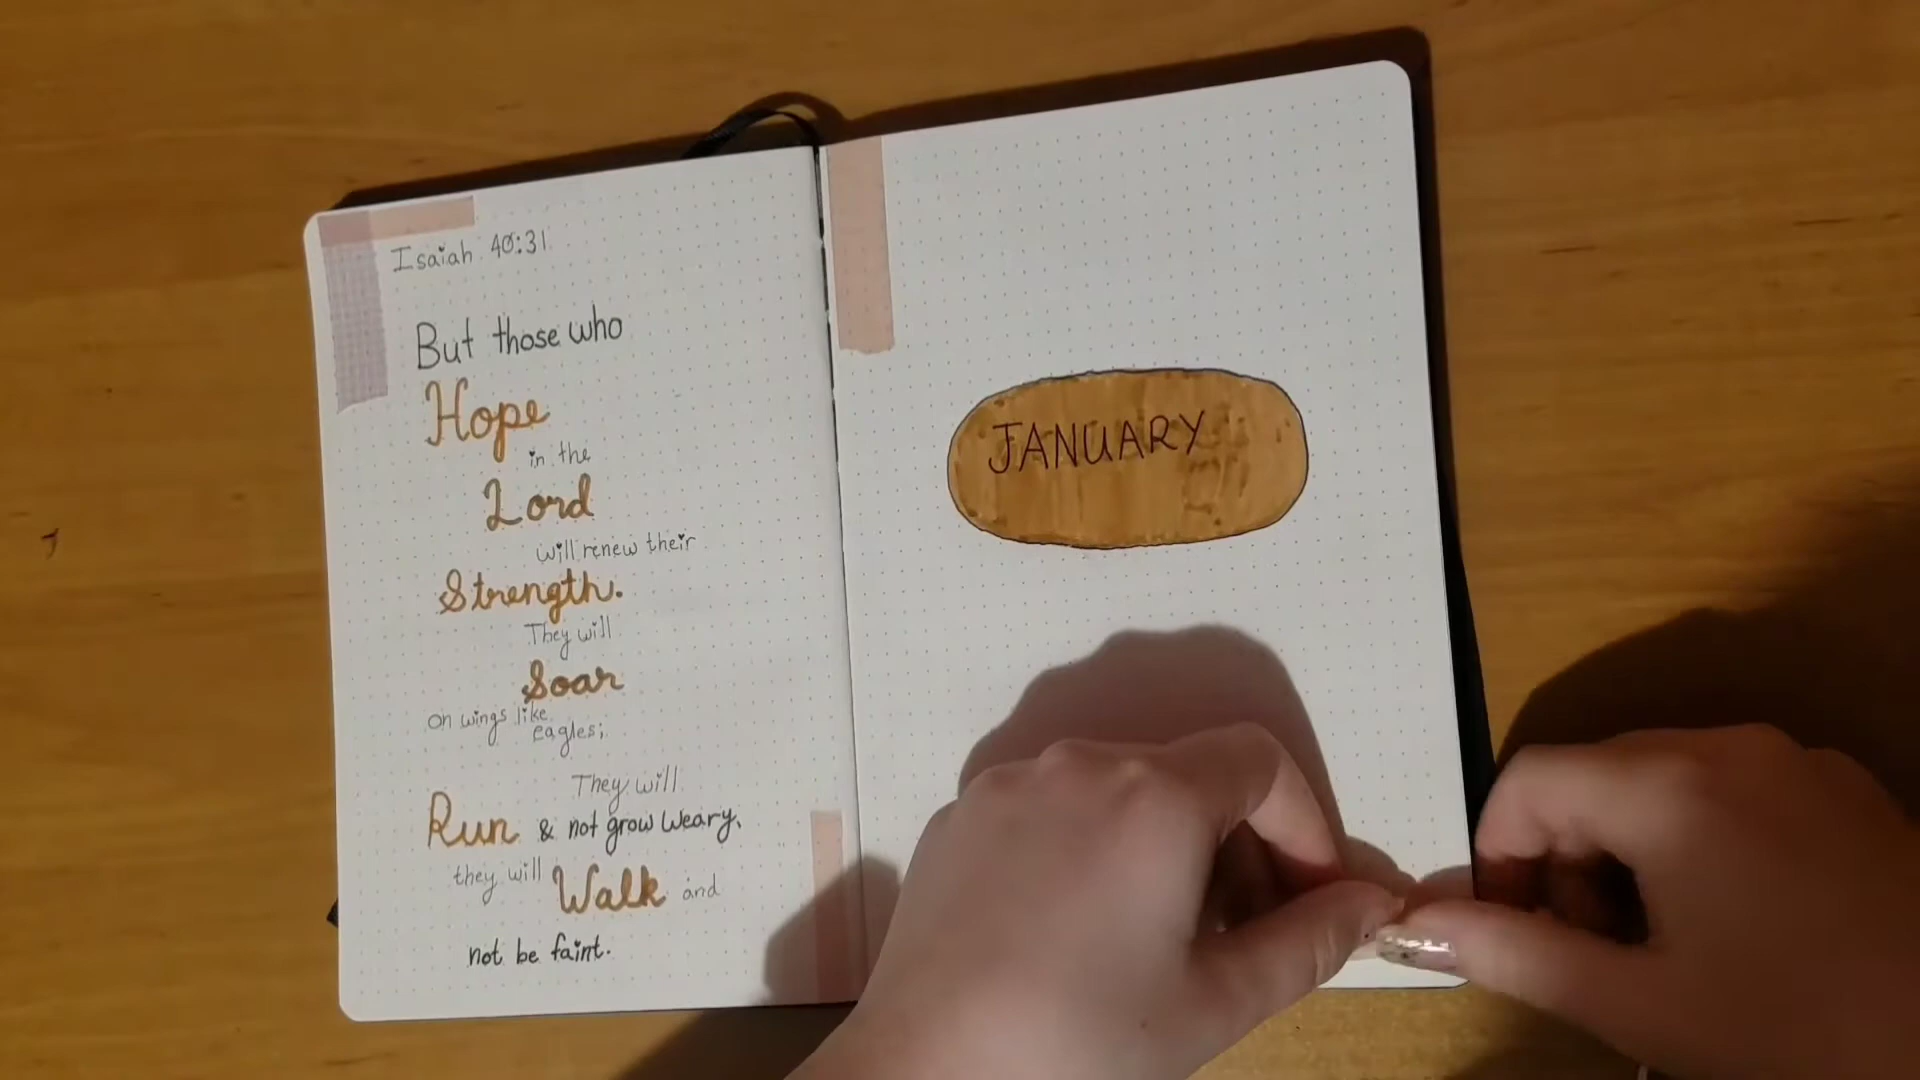 Isaiah 40:31
But those who
Hope
in the
Lord
will renew their
Strength.
They will
Soar
on wings like
eagles;
They will
Run & not grow weary,
they will Walk and
not be faint.
JANUARY